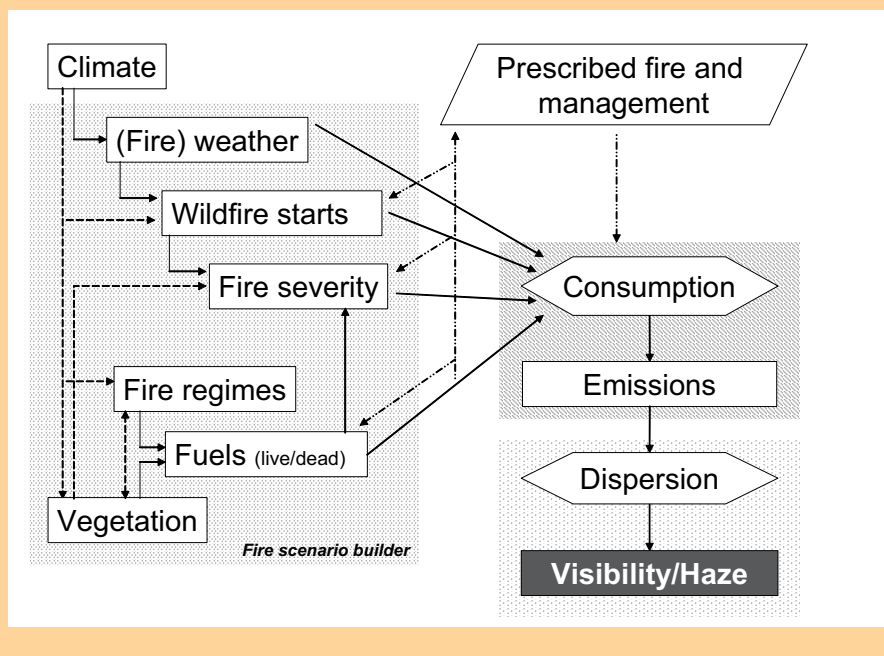 Climate
Prescribed fire and
management
(Fire) weather
Wildfire starts
Fire severity
Consumption
Fire regimes
Emissions
Fuels (live/dead)
Dispersion
Vegetation
Fire scenario builder
Visibility/Haze